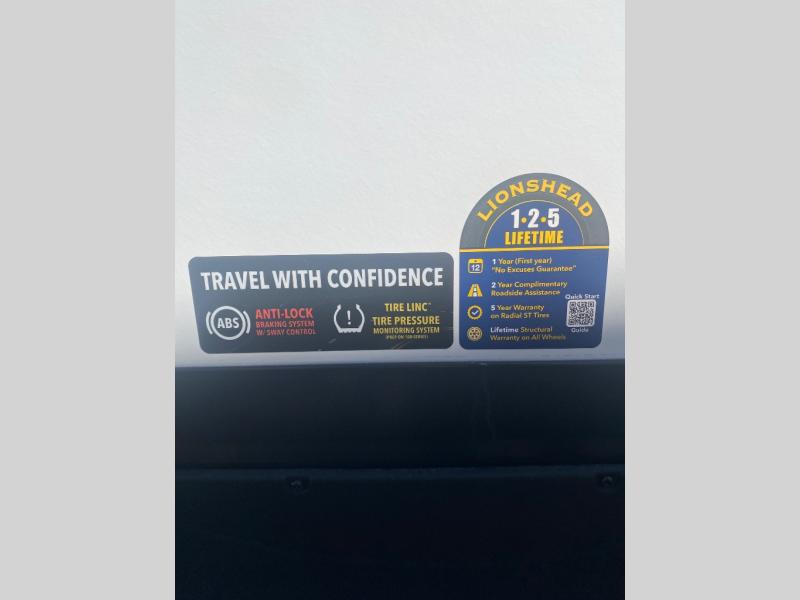 TRAVEL WITH CONFIDENCE
ABS
ANTI-LOCK
BRAKING SYSTEM
W/ SWAY CONTROL
!
TIRE LINC™
TIRE PRESSURE
MONITORING SYSTEM
LIONSHEAD
1·2·5
LIFETIME
12
1 Year (First year)
"No Excuses Guarantee"
2 Year Complimentary
Roadside Assistance
5 Year Warranty
on Radial ST Tires
Lifetime Structural
Warranty on All Wheels
Quick Start
Guide